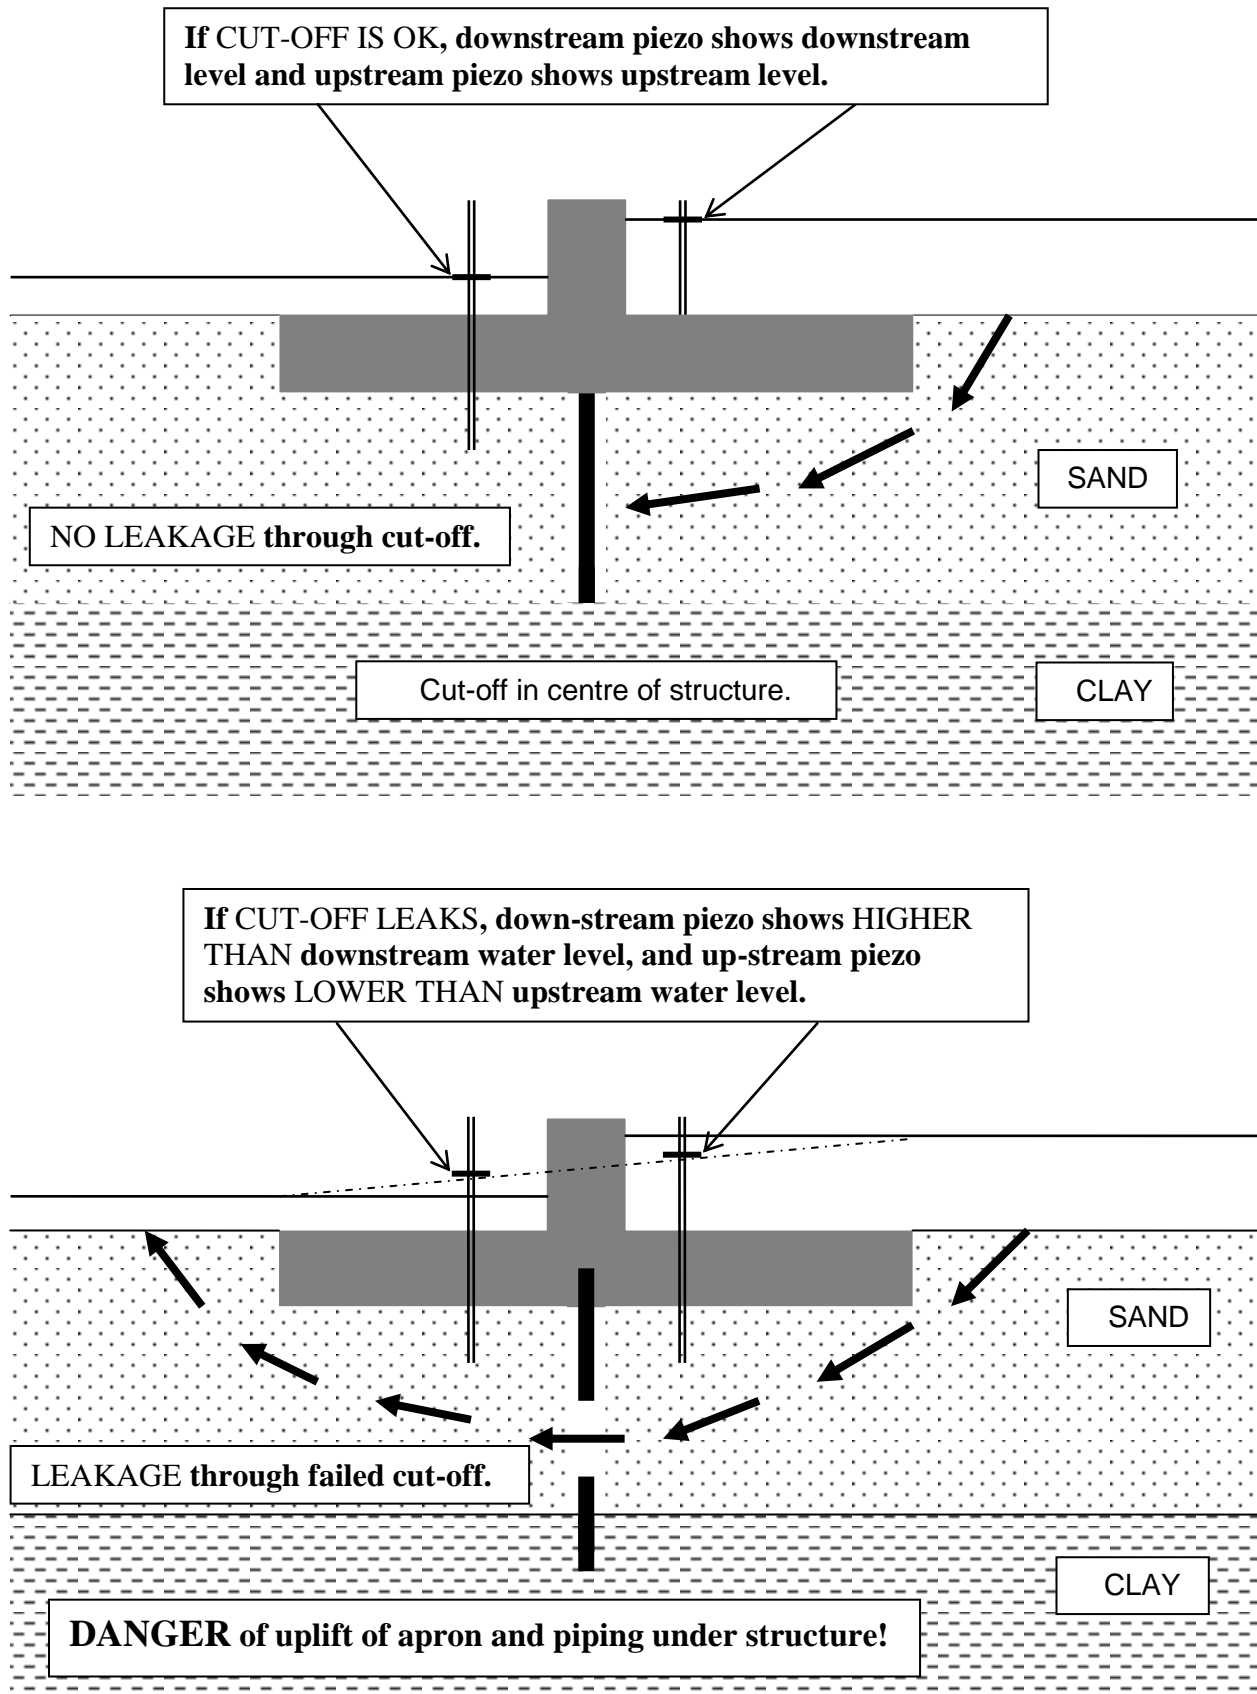 If CUT-OFF IS OK, downstream piezo shows downstream
level and upstream piezo shows upstream level.
SAND
NO LEAKAGE through cut-off.
Cut-off in centre of structure.
CLAY
If CUT-OFF LEAKS, down-stream piezo shows HIGHER
THAN downstream water level, and up-stream piezo
shows LOWER THAN upstream water level.
SAND
LEAKAGE through failed cut-off.
CLAY
DANGER of uplift of apron and piping under structure!